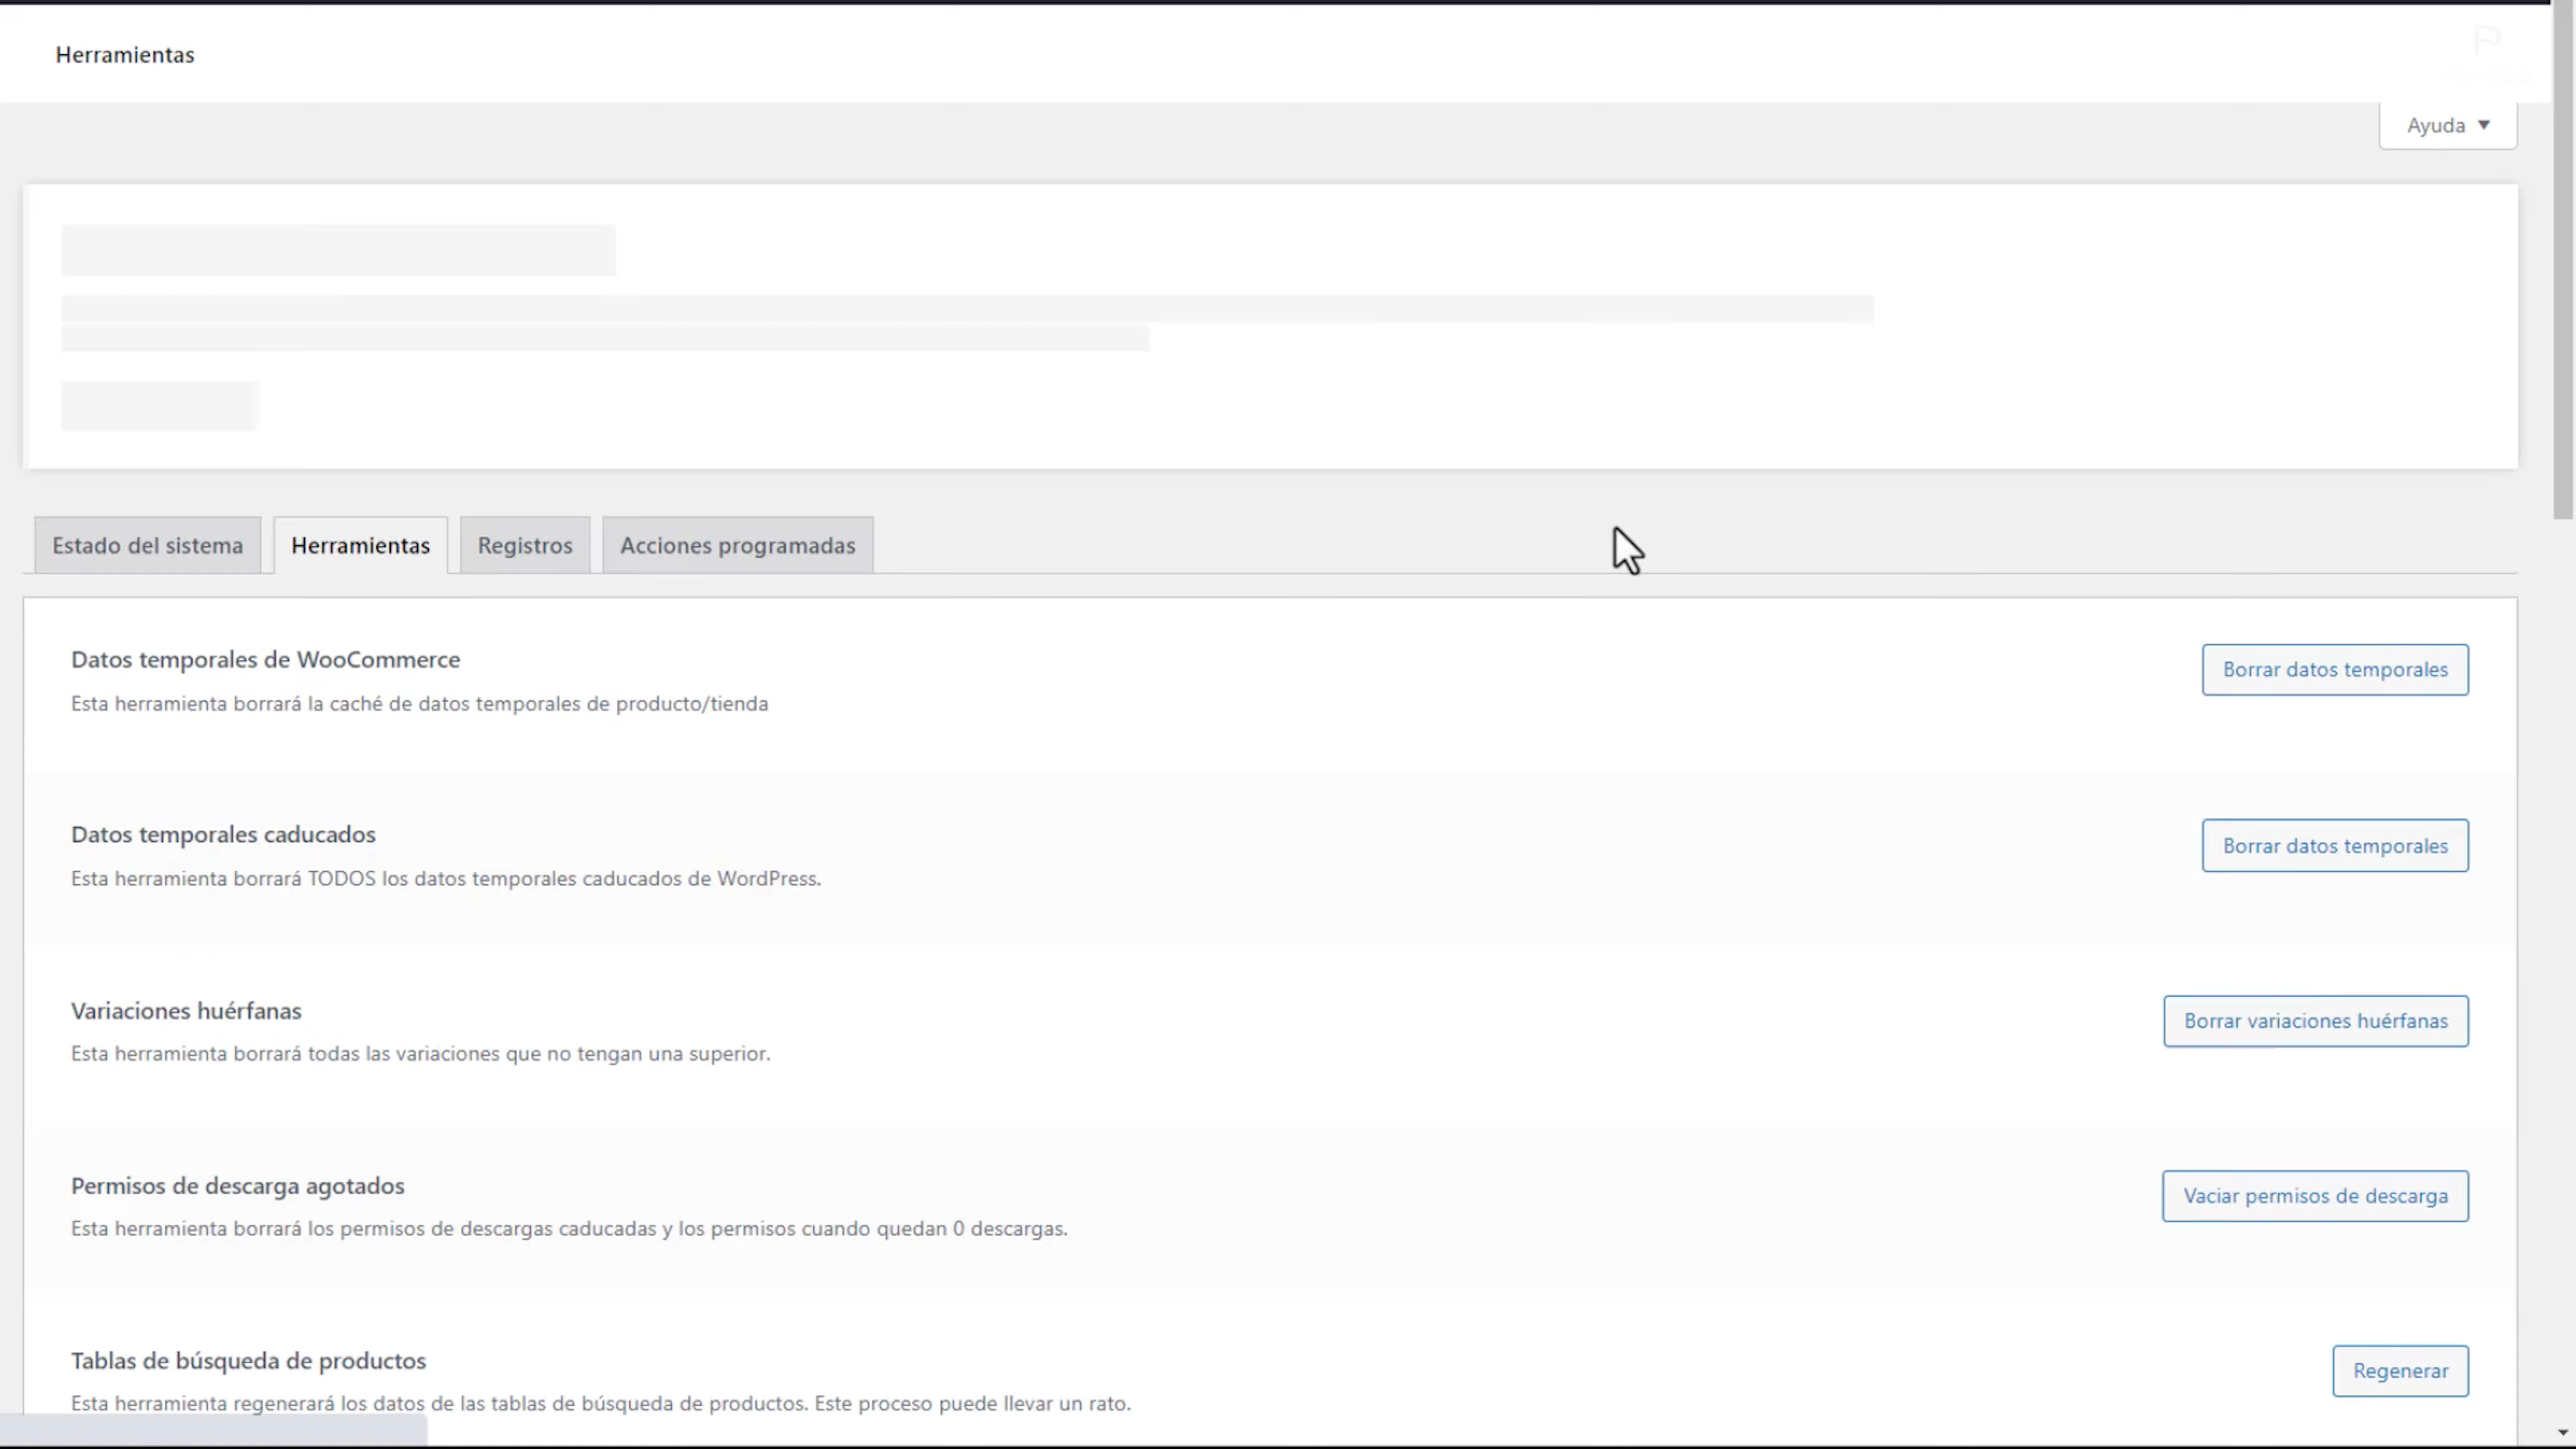 Herramientas
Ayuda
Estado del sistema
Herramientas
Registros
Acciones programadas
Datos temporales de WooCommerce
Esta herramienta borrará la caché de datos temporales de producto/tienda
Borrar datos temporales
Datos temporales caducados
Esta herramienta borrará TODOS los datos temporales caducados de WordPress.
Borrar datos temporales
Variaciones huérfanas
Esta herramienta borrará todas las variaciones que no tengan una superior.
Borrar variaciones huérfanas
Permisos de descarga agotados
Esta herramienta borrará los permisos de descargas caducadas y los permisos cuando quedan 0 descargas.
Vaciar permisos de descarga
Tablas de búsqueda de productos
Esta herramienta regenerará los datos de las tablas de búsqueda de productos. Este proceso puede llevar un rato.
Regenerar